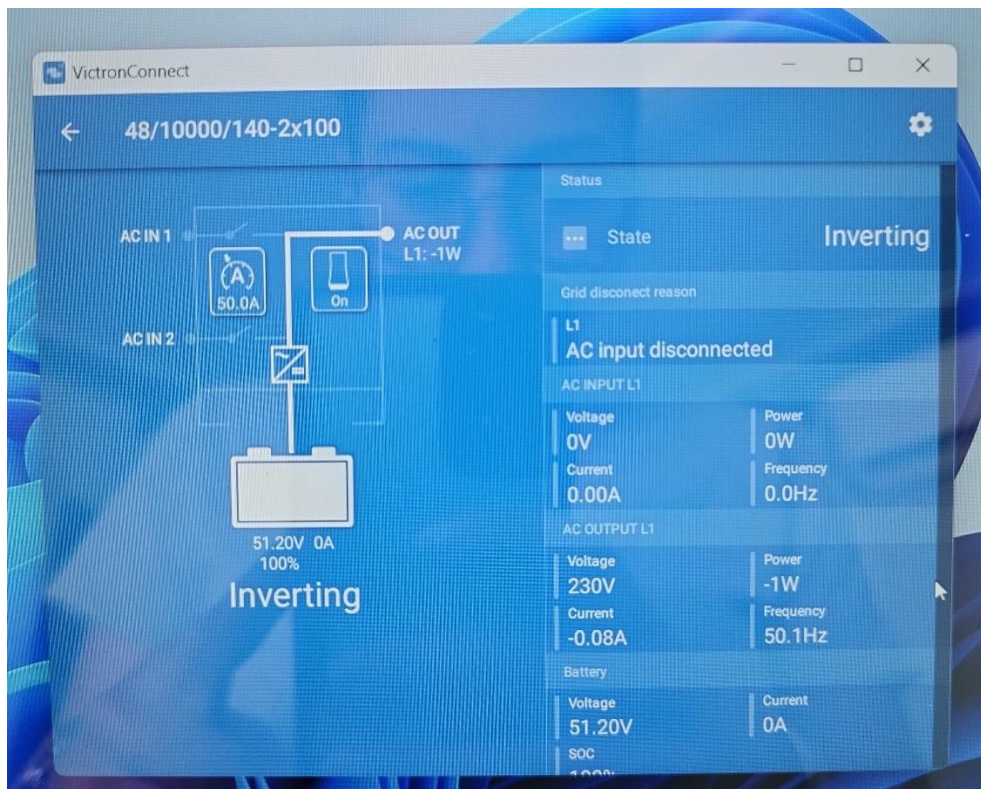 VictronConnect
48/10000/140-2x100
AC IN 1
50.0A
On
AC OUT
L1: -1W
AC IN 2
51.20V 0A
100%
Inverting
Status
State Inverting
Grid disconect reason
L1
AC input disconnected
AC INPUT L1
Voltage Power
0V 0W
Current Frequency
0.00A 0.0Hz
AC OUTPUT L1
Voltage Power
230V -1W
Current Frequency
-0.08A 50.1Hz
Battery
Voltage Current
51.20V 0A
SOC